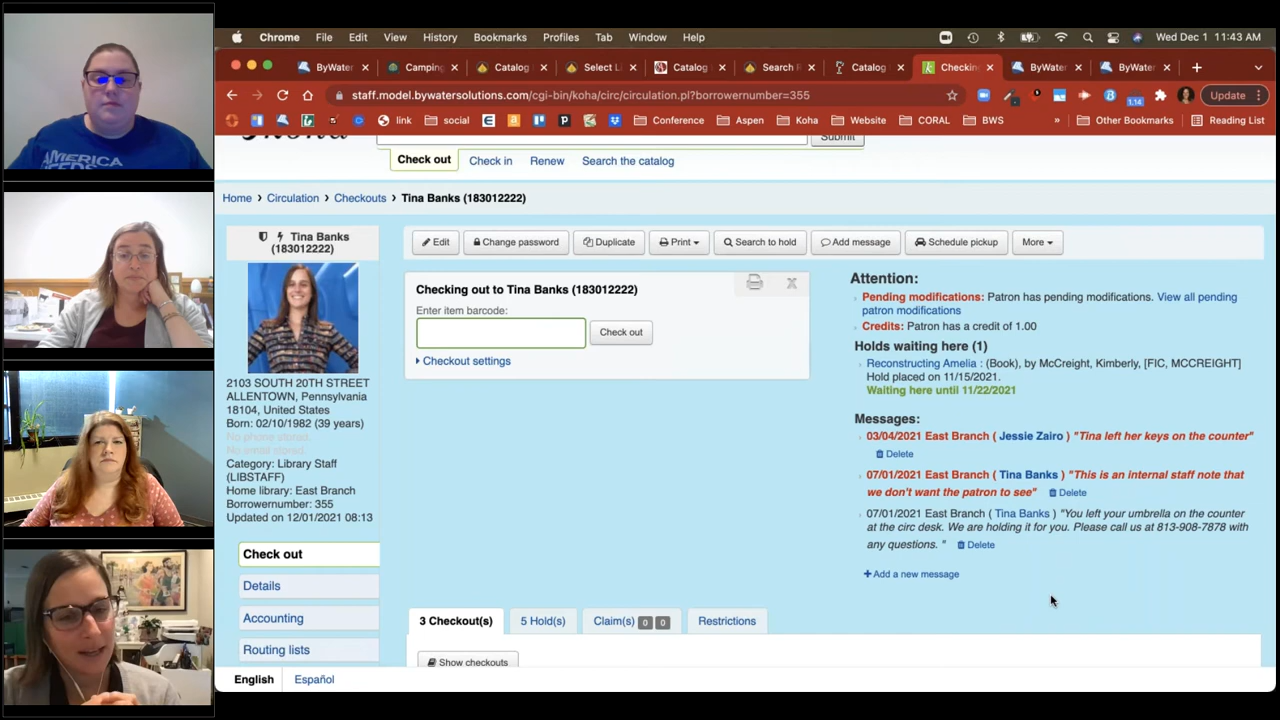 AMERICA
NEEDS
Chrome File Edit View History Bookmarks Profiles Tab Window Help
Wed Dec 1 11:43 AM
ByWater
Camping
Catalog
Select Li
Catalog
Search R
Catalog
Checkin
ByWater
ByWater
staff.model.bywatersolutions.com/cgi-bin/koha/circ/circulation.pl?borrowernumber=355
1.14
Update
link social Conference Aspen Koha Website CORAL BWS » Other Bookmarks Reading List
Submit
Check out Check in Renew Search the catalog
Home › Circulation › Checkouts › Tina Banks (183012222)
Tina Banks
(183012222)
2103 SOUTH 20TH STREET
ALLENTOWN, Pennsylvania
18104, United States
Born: 02/10/1982 (39 years)
No phone stored.
No email stored.
Category: Library Staff
(LIBSTAFF)
Home library: East Branch
Borrowernumber: 355
Updated on 12/01/2021 08:13
Check out
Details
Accounting
Routing lists
Edit Change password Duplicate Print Search to hold Add message Schedule pickup More
Checking out to Tina Banks (183012222)
Enter item barcode:
Check out
Checkout settings
Attention:
Pending modifications: Patron has pending modifications. View all pending
patron modifications
Credits: Patron has a credit of 1.00
Holds waiting here (1)
Reconstructing Amelia : (Book), by McCreight, Kimberly, [FIC, MCCREIGHT]
Hold placed on 11/15/2021.
Waiting here until 11/22/2021
Messages:
03/04/2021 East Branch ( Jessie Zairo ) "Tina left her keys on the counter"
Delete
07/01/2021 East Branch ( Tina Banks ) "This is an internal staff note that
we don't want the patron to see" Delete
07/01/2021 East Branch ( Tina Banks ) "You left your umbrella on the counter
at the circ desk. We are holding it for you. Please call us at 813-908-7878 with
any questions. " Delete
+Add a new message
3 Checkout(s) 5 Hold(s) Claim(s) 0 0 Restrictions
Show checkouts
English Español